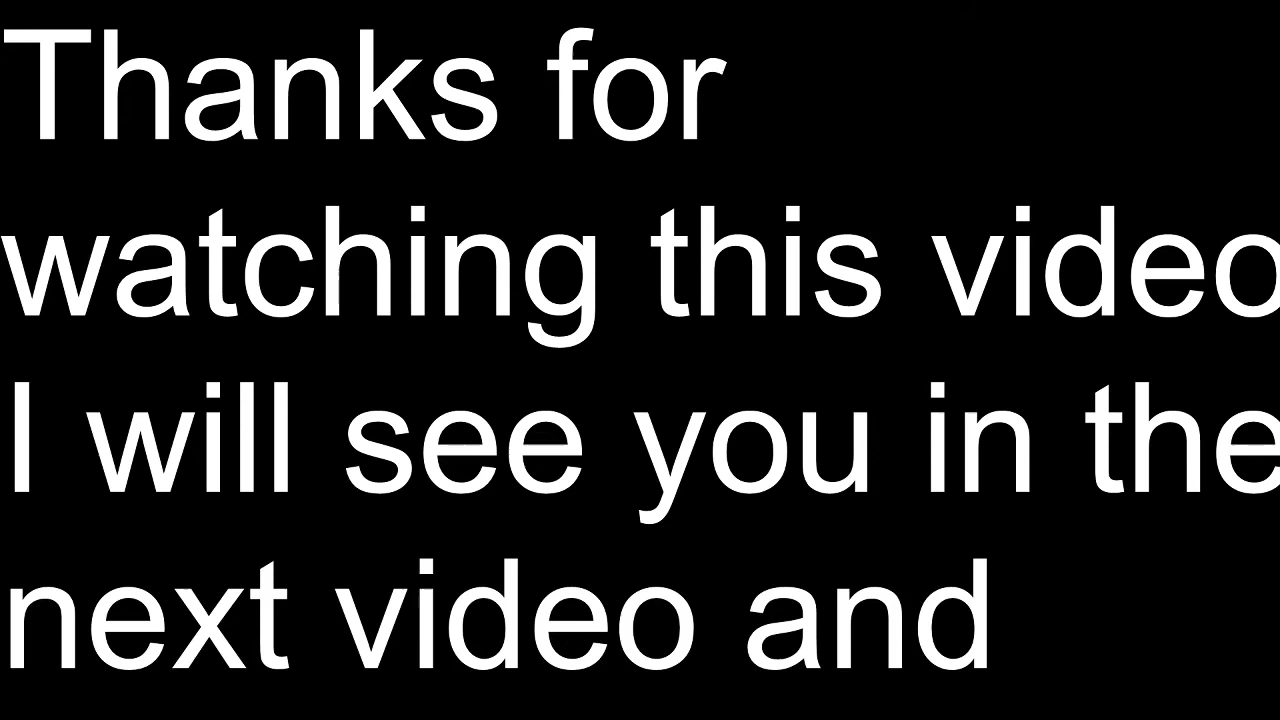 Thanks for
watching this video
I will see you in the
next video and